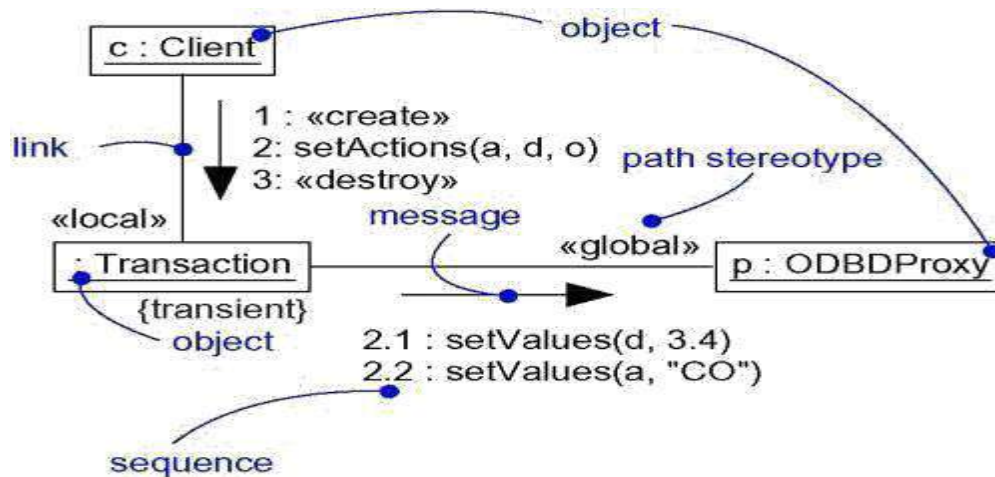 object
c : Client
1 : «create»
link
2: setActions(a, d, o)
path stereotype
3: «destroy»
message
«local»
«global»
: Transaction
p : ODBDProxy
{transient}
object
2.1 : setValues(d, 3.4)
2.2 : setValues(a, "CO")
sequence